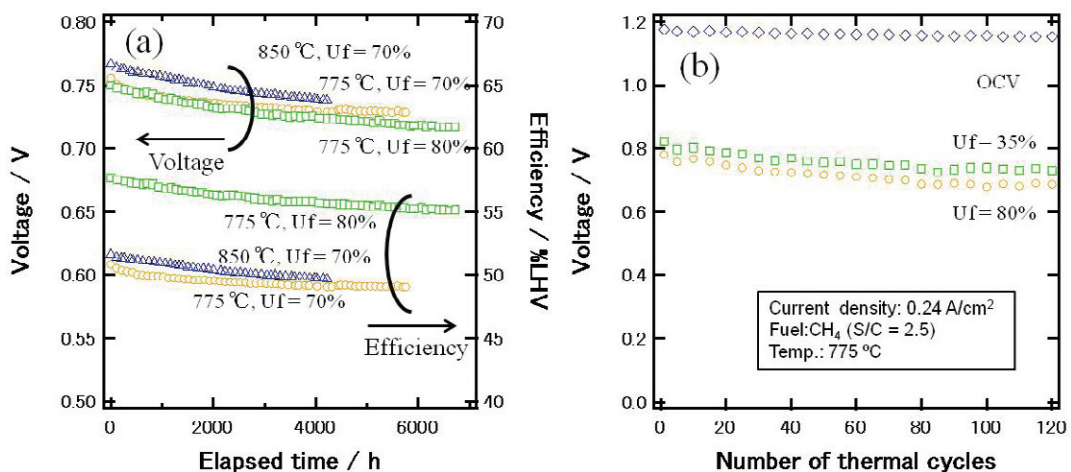 (a)
850 ℃, Uf = 70%
775 ℃, Uf = 70%
Voltage
775 ℃, Uf = 80%
775 ℃, Uf = 80%
850 ℃, Uf = 70%
775 ℃, Uf = 70%
Efficiency
0.80
0.75
0.70
0.65
0.60
0.55
0.50
Voltage / V
70
65
60
55
50
45
40
Efficiency / %LHV
0
2000
4000
6000
Elapsed time / h
(b)
OCV
Uf – 35%
Uf = 80%
Current density: 0.24 A/cm²
Fuel:CH₄ (S/C = 2.5)
Temp.: 775 ºC
1.2
1.0
0.8
0.6
0.4
0.2
0.0
Voltage / V
0
20
40
60
80
100
120
Number of thermal cycles